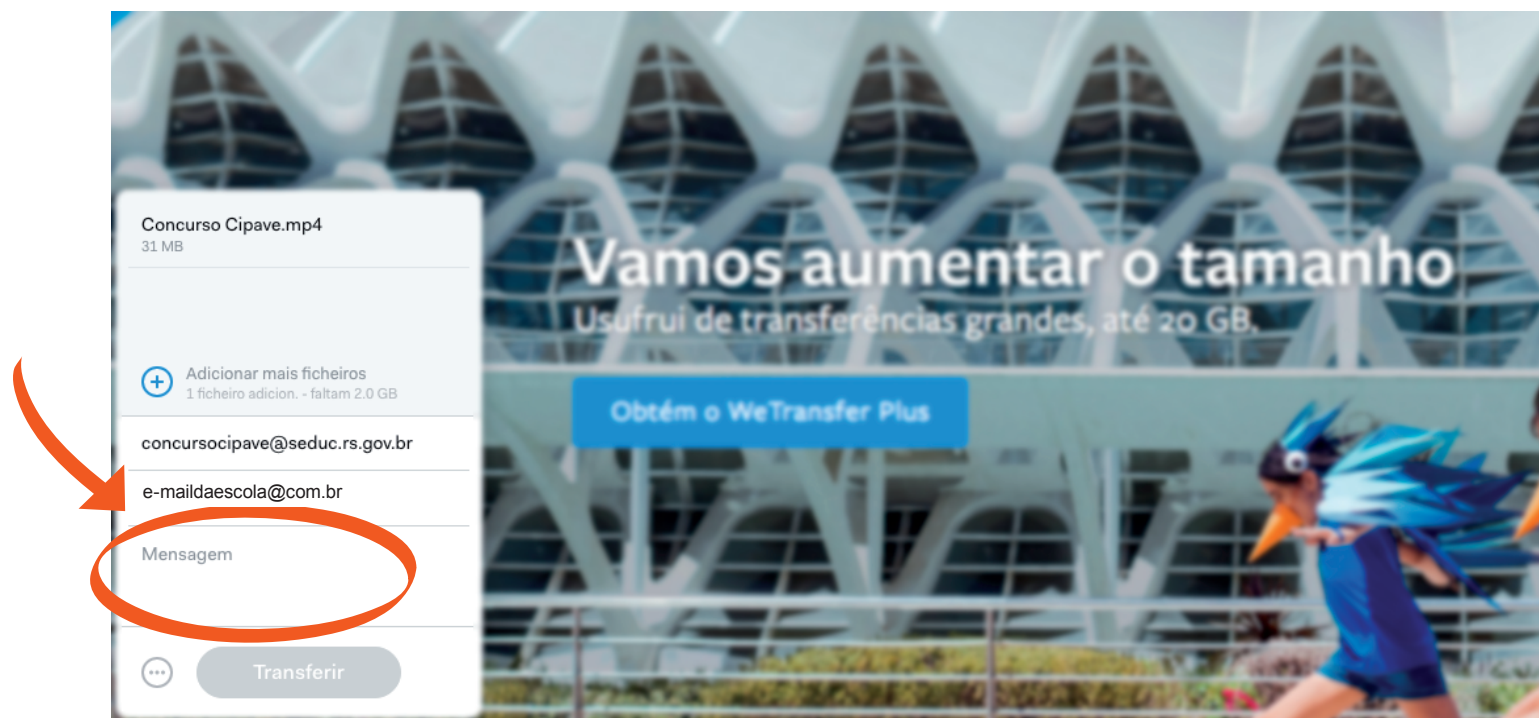 Concurso Cipave.mp4
31 MB
Adicionar mais ficheiros
1 ficheiro adicion. - faltam 2.0 GB
concursocipave@seduc.rs.gov.br
e-maildaescola@com.br
Mensagem
Transferir
Vamos aumentar o tamanho
Usufrui de transferências grandes, até 20 GB.
Obtém o WeTransfer Plus